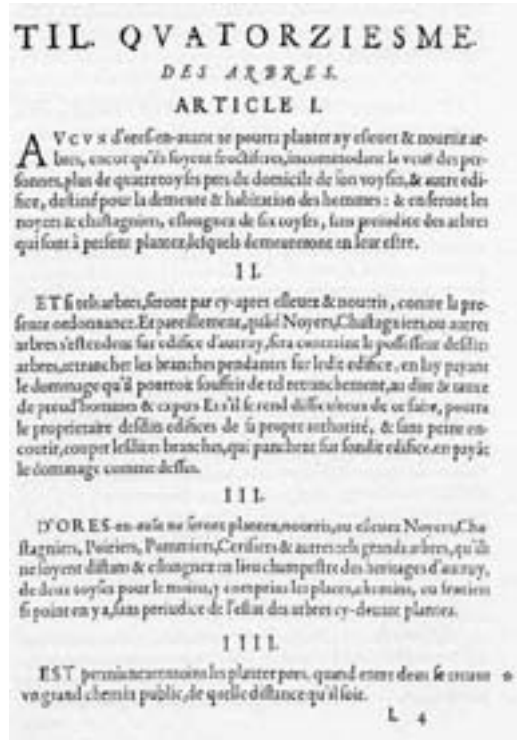 TIL. QVATORZIESME.
DES ARBRES.
ARTICLE I.
AVCVN d'ores-en-auant ne pourra planter ny esleuer & nourrir ar-
bres, encor qu'ils soyent fructiferes, incommodant la veuë des per-
sonnes, plus de quatre toyses pres du domicile de son voysin, & autre edi-
fice, destiné pour la demeure & habitation des hommes : & en seront les
noyers & chastagniers, eslongnez de six toyses, sans preiudice des arbres
qui sont à present plantez, lesquels demeureront en leur estre.
II.
ET si tels arbres, seront par cy-apres esleuez & nourris, contre la pre-
sente ordonnance. Et pareillement, quãd Noyers, Chastagniers, ou autres
arbres s'estendent sur edifice d'autruy, sera contrainct le possesseur desdits
arbres, retrancher les branches pendantes sur ledit edifice, en luy payant
le dommage qu'il pourroit souffrir de tel retranchement, au dire & taxe
de preud'hommes & expers. Et s'il se rend difficulteux de ce faire, pourra
le proprietaire desdits edifices de sa propre authorité, & sans peine en-
courir, couper lesdites branches, qui panchent sur sondit edifice, en payãt
le dommage comme dessus.
III.
D'ORES-en-auãt ne seront plantez, nourris, ou esleuez Noyers, Cha-
stagniers, Poiriers, Pommiers, Cerisiers & autres tels grands arbres, qu'ils
ne soyent distans & eslongnez en lieu champestre des heritages d'autruy,
de deux toyses pour le moins, y comprins les places, chemins, ou sentiers
si point en y a, sans preiudice de l'estat des arbres cy-deuant plantez.
IIII.
EST permis neantmoins les planter pres, quand entre deux se treuue *
vn grand chemin public, de quelle distance qu'il soit.
L 4